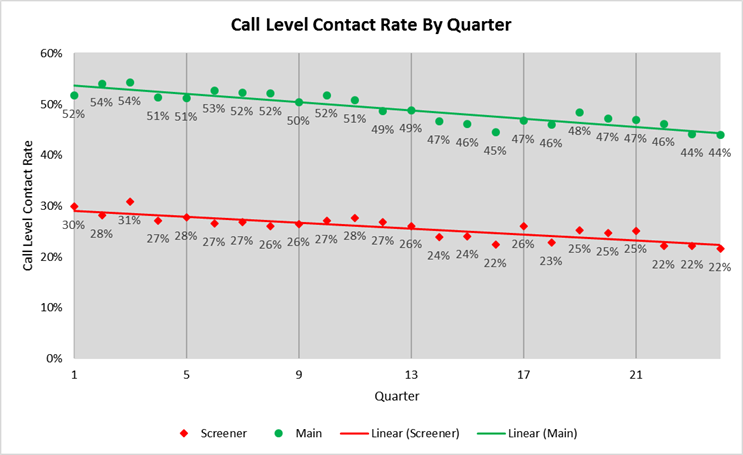 Call Level Contact Rate By Quarter
60%
50%
40%
30%
20%
10%
0%
Call Level Contact Rate
52% 54% 54% 51% 51% 53% 52% 52% 50% 52% 51% 49% 49% 47% 46% 45% 47% 46% 48% 47% 47% 46% 44% 44%
30% 28% 31% 27% 28% 27% 27% 26% 26% 27% 28% 27% 26% 24% 24% 22% 26% 23% 25% 25% 25% 22% 22% 22%
1 5 9 13 17 21
Quarter
Screener Main Linear (Screener) Linear (Main)